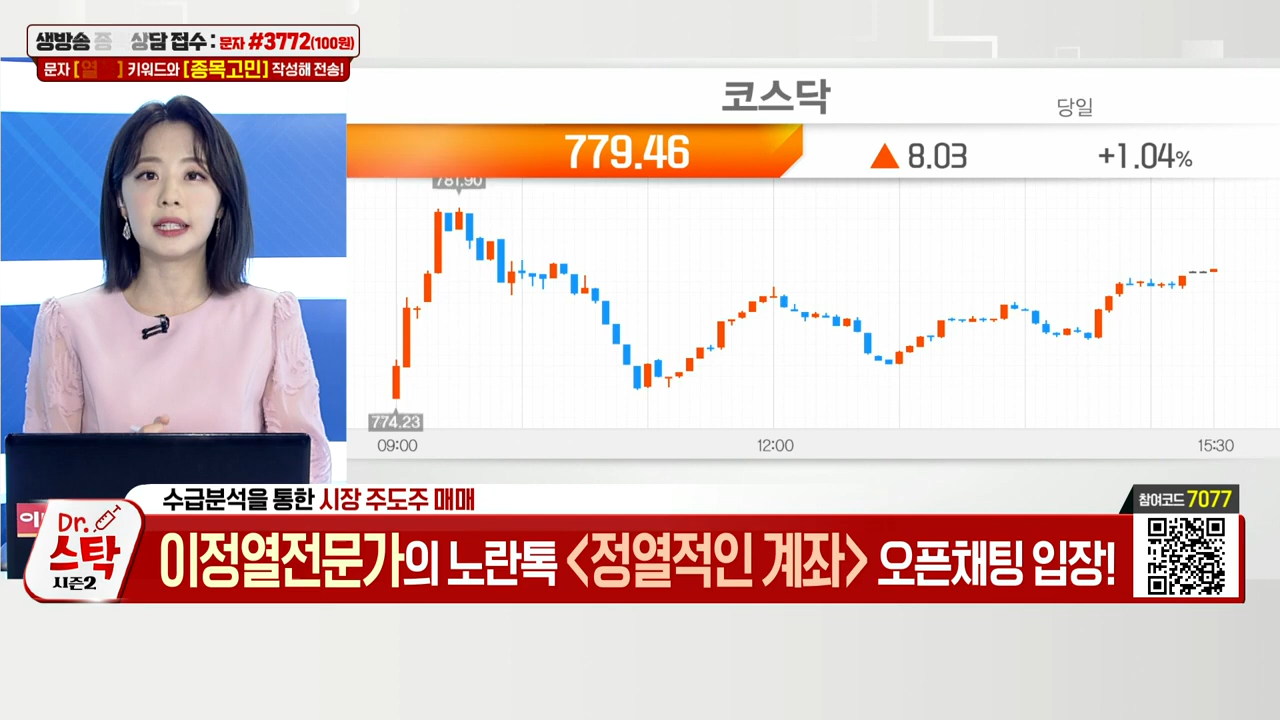 생방송 중 상담 접수 : 문자 #3772(100원)
문자 [열 ] 키워드와 [종목고민] 작성해 전송!
코스닥
당일
779.46
▲ 8.03
+1.04%
781.90
774.23
09:00
12:00
15:30
수급분석을 통한 시장 주도주 매매
참여코드 7077
Dr.
스탁
시즌2
이정열전문가의 노란톡 <정열적인 계좌> 오픈채팅 입장!